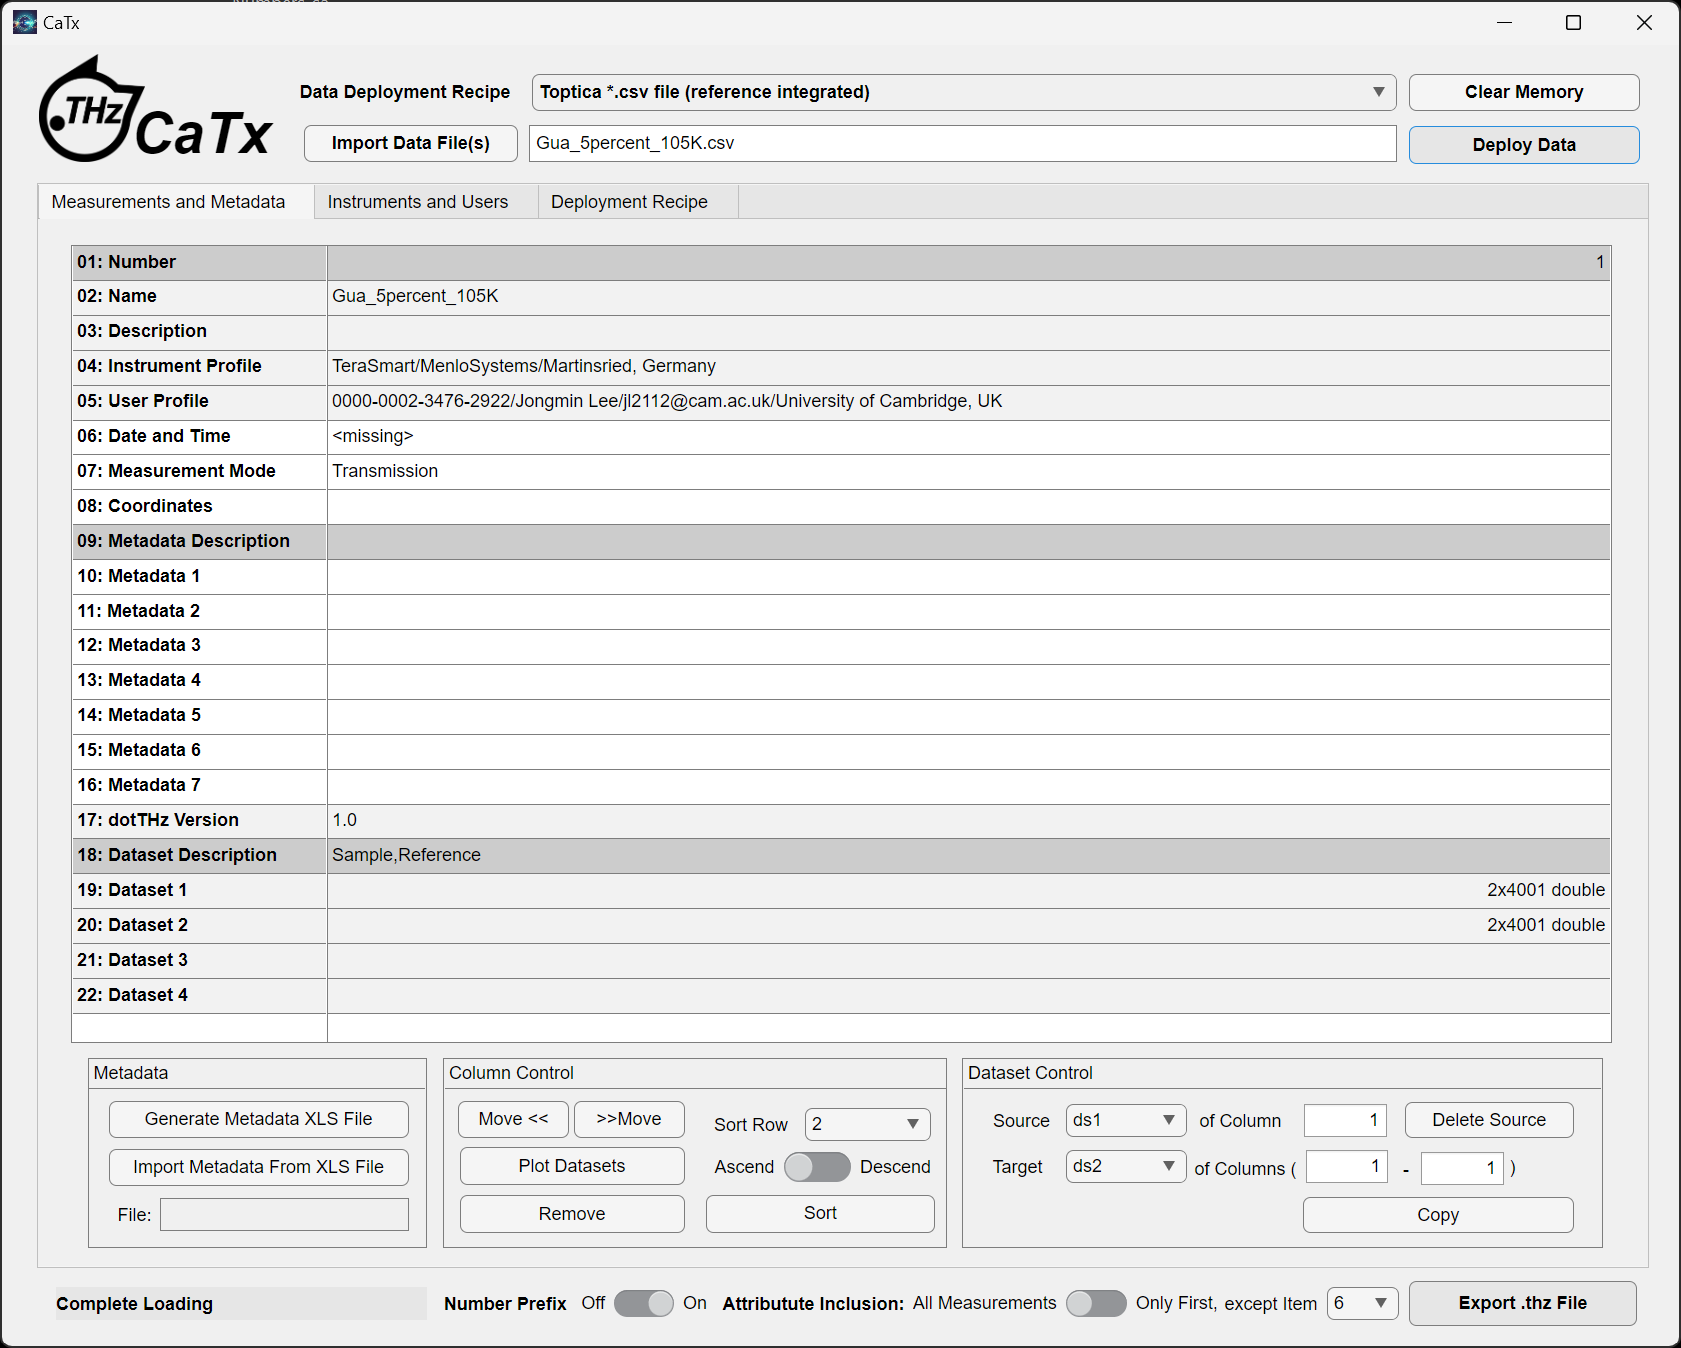 CaTx
THz
CaTx
Data Deployment Recipe
Toptica *.csv file (reference integrated)
Clear Memory
Import Data File(s)
Gua_5percent_105K.csv
Deploy Data
Measurements and Metadata
Instruments and Users
Deployment Recipe
01: Number 1
02: Name Gua_5percent_105K
03: Description
04: Instrument Profile TeraSmart/MenloSystems/Martinsried, Germany
05: User Profile 0000-0002-3476-2922/Jongmin Lee/jl2112@cam.ac.uk/University of Cambridge, UK
06: Date and Time <missing>
07: Measurement Mode Transmission
08: Coordinates
09: Metadata Description
10: Metadata 1
11: Metadata 2
12: Metadata 3
13: Metadata 4
14: Metadata 5
15: Metadata 6
16: Metadata 7
17: dotTHz Version 1.0
18: Dataset Description Sample,Reference
19: Dataset 1 2x4001 double
20: Dataset 2 2x4001 double
21: Dataset 3
22: Dataset 4
Metadata
Generate Metadata XLS File
Import Metadata From XLS File
File:
Column Control
Move << >>Move
Sort Row 2
Plot Datasets
Ascend Descend
Remove
Sort
Dataset Control
Source ds1 of Column 1 Delete Source
Target ds2 of Columns ( 1 - 1 )
Copy
Complete Loading
Number Prefix Off On
Attributute Inclusion: All Measurements Only First, except Item 6
Export .thz File